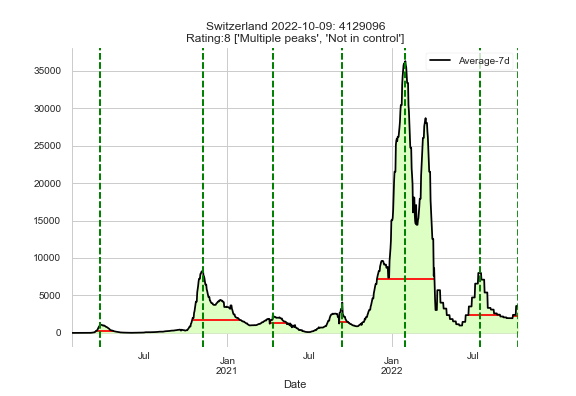 Switzerland 2022-10-09: 4129096
Rating:8 ['Multiple peaks', 'Not in control']
Average-7d
35000
30000
25000
20000
15000
10000
5000
0
Jul
Jan
2021
Jul
Jan
2022
Jul
Date